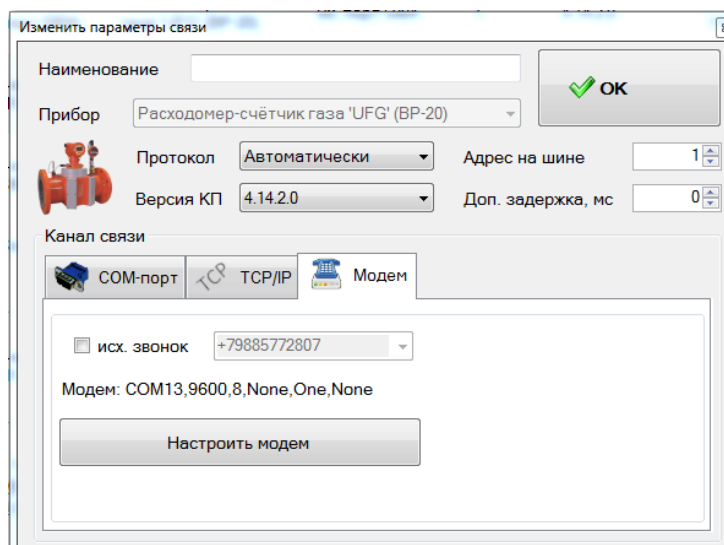 Изменить параметры связи
Наименование
OK
Прибор Расходомер-счётчик газа 'UFG' (ВР-20)
Протокол Автоматически Адрес на шине 1
Версия КП 4.14.2.0 Доп. задержка, мс 0
Канал связи
COM-порт TCP TCP/IP Модем
исх. звонок +79885772807
Модем: COM13,9600,8,None,One,None
Настроить модем